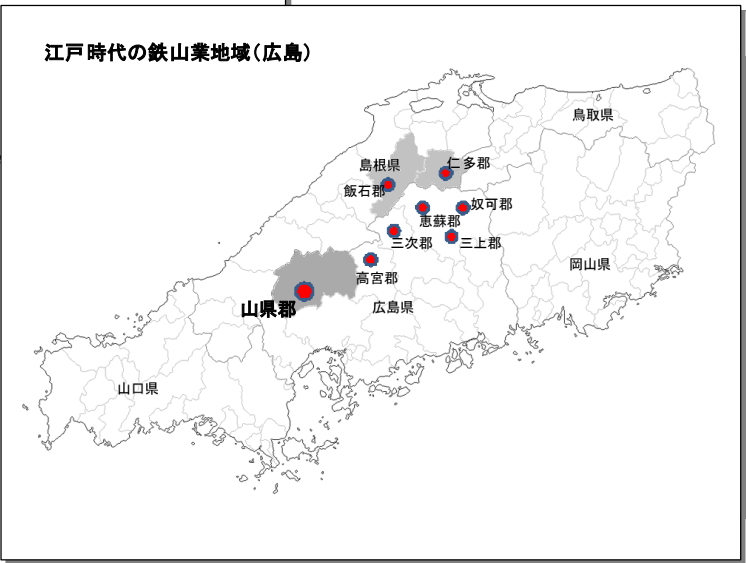 江戸時代の鉄山業地域(広島)
鳥取県
島根県
仁多郡
飯石郡
奴可郡
恵蘇郡
三次郡
三上郡
岡山県
高宮郡
山県郡
広島県
山口県